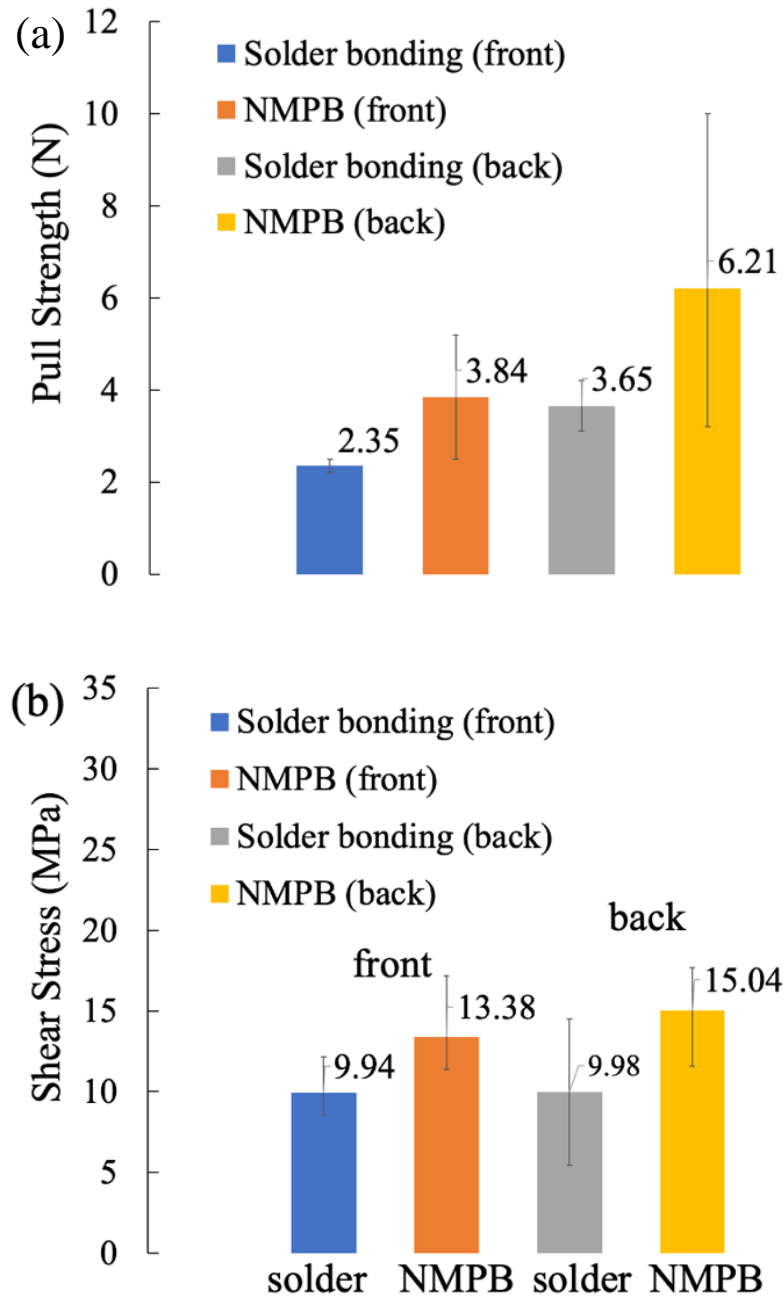 (a)
12
10
8
6
4
2
0
Pull Strength (N)
Solder bonding (front)
NMPB (front)
Solder bonding (back)
NMPB (back)
2.35
3.84
3.65
6.21
(b)
35
30
25
20
15
10
5
0
Shear Stress (MPa)
Solder bonding (front)
NMPB (front)
Solder bonding (back)
NMPB (back)
front
back
9.94
13.38
9.98
15.04
solder NMPB solder NMPB